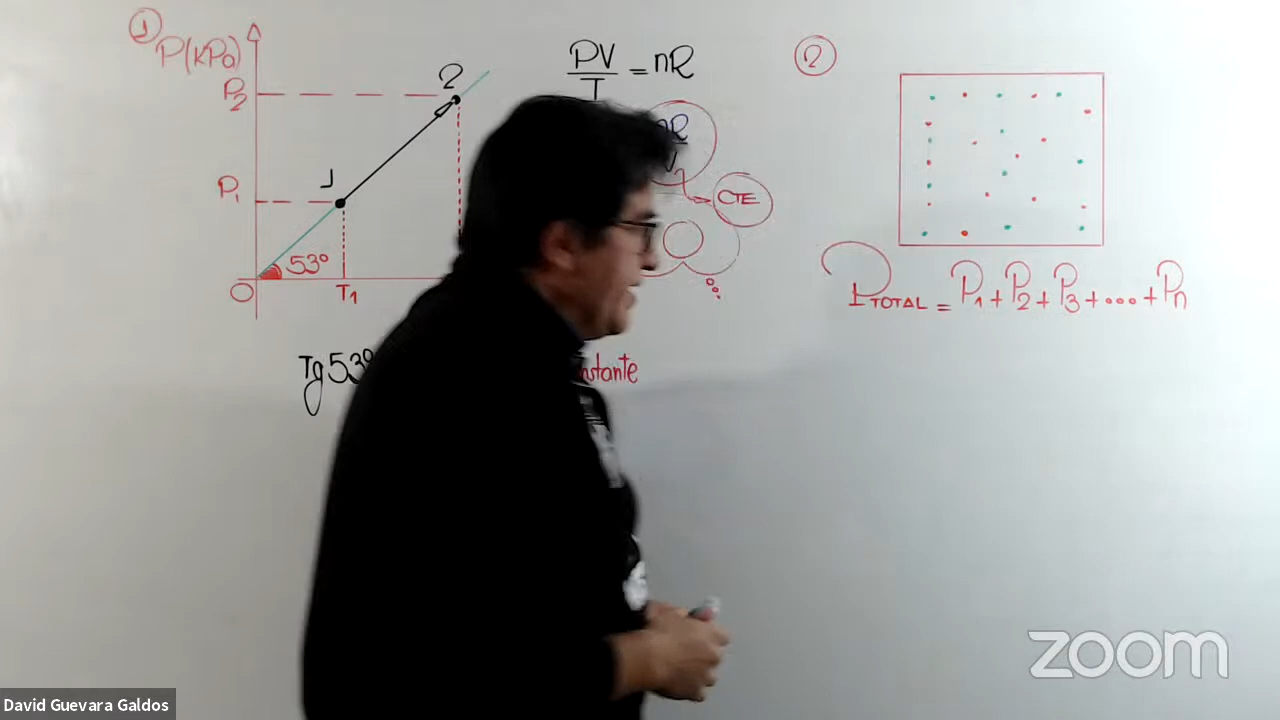 1
P(kPa)
P2
P1
O
53°
T1
1
2
PV/T = nR
CTE
Tg53°
2
PTOTAL = P1 + P2 + P3 + ... + Pn
zoom
David Guevara Galdos